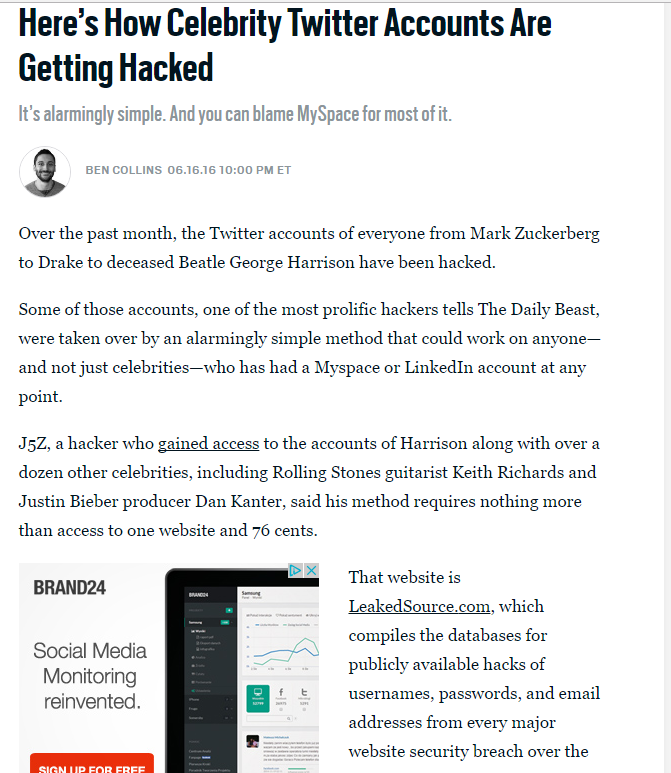 Here's How Celebrity Twitter Accounts Are
Getting Hacked
It's alarmingly simple. And you can blame MySpace for most of it.
BEN COLLINS 06.16.16 10:00 PM ET
Over the past month, the Twitter accounts of everyone from Mark Zuckerberg
to Drake to deceased Beatle George Harrison have been hacked.
Some of those accounts, one of the most prolific hackers tells The Daily Beast,
were taken over by an alarmingly simple method that could work on anyone—
and not just celebrities—who has had a Myspace or LinkedIn account at any
point.
J5Z, a hacker who gained access to the accounts of Harrison along with over a
dozen other celebrities, including Rolling Stones guitarist Keith Richards and
Justin Bieber producer Dan Kanter, said his method requires nothing more
than access to one website and 76 cents.
BRAND24
Social Media
Monitoring
reinvented.
SIGN UP FOR FREE
BRAND24
Samsung
That website is
LeakedSource.com, which
compiles the databases for
publicly available hacks of
usernames, passwords, and email
addresses from every major
website security breach over the